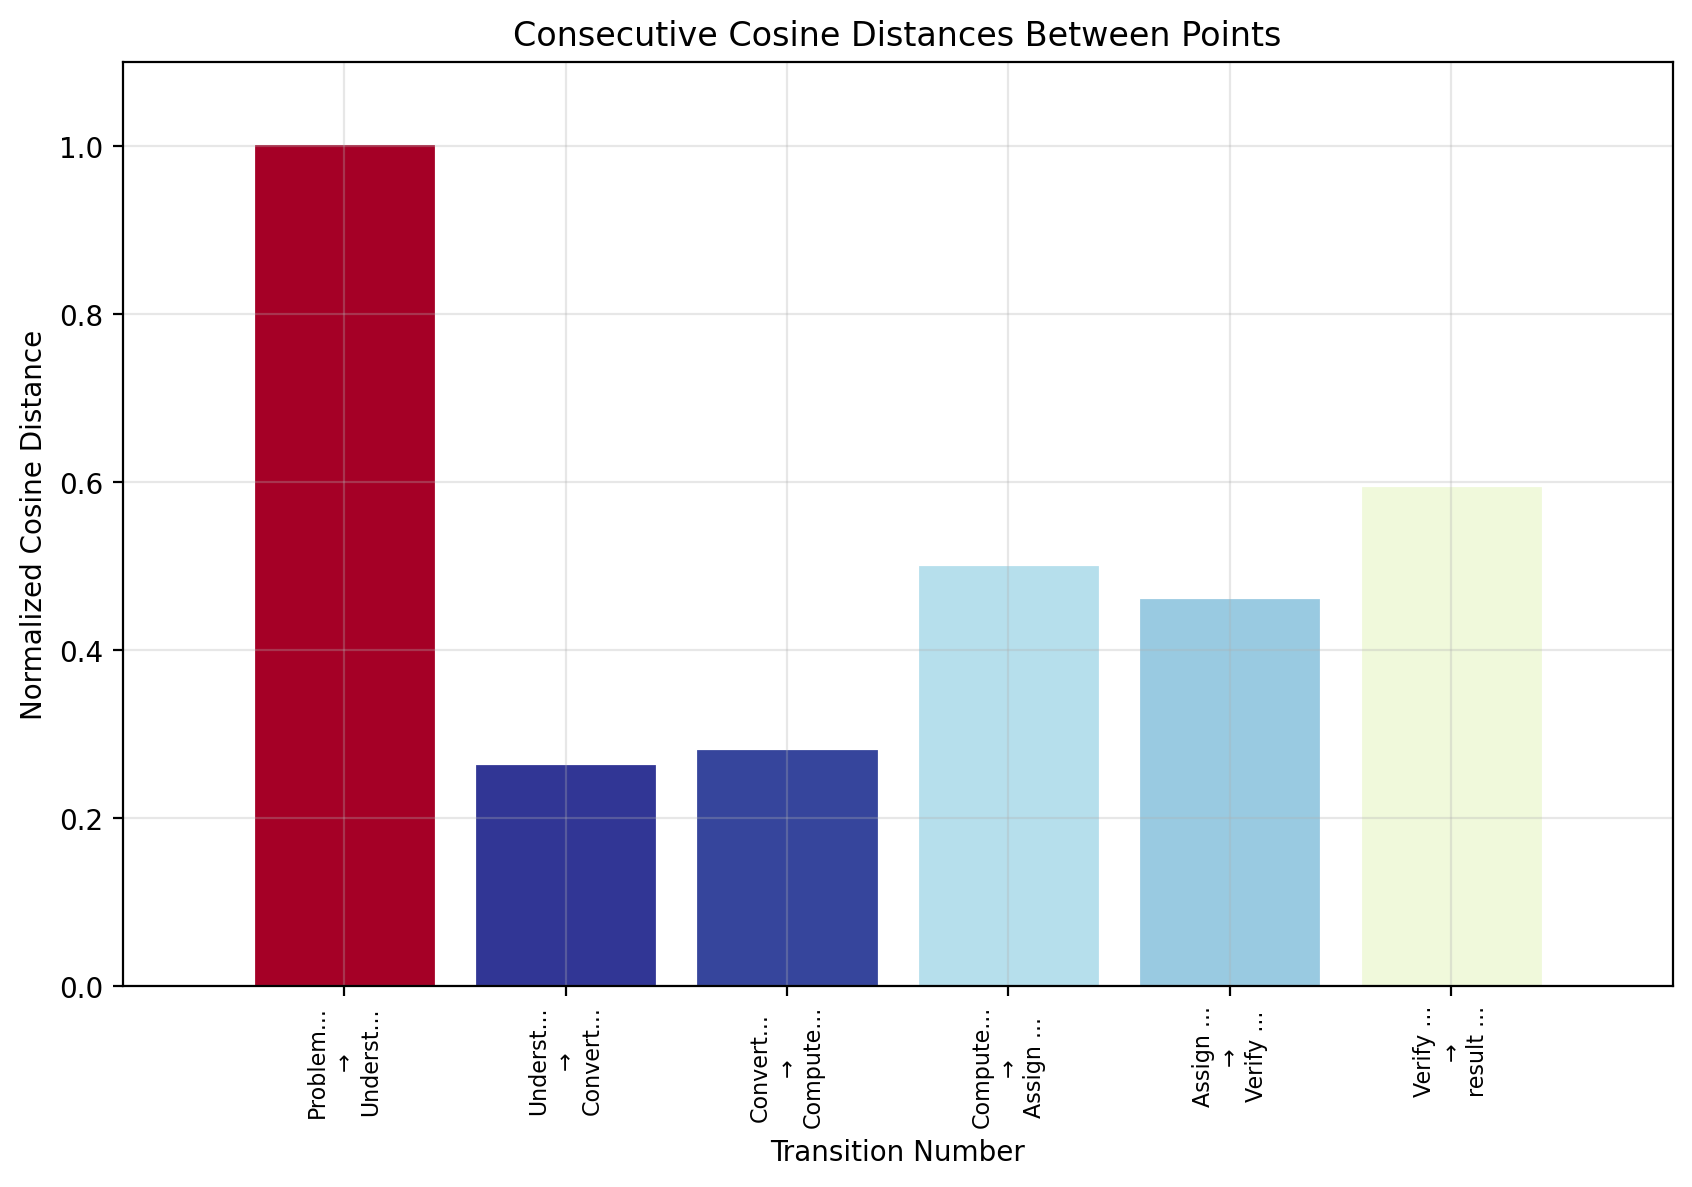 Consecutive Cosine Distances Between Points
Normalized Cosine Distance
1.0
0.8
0.6
0.4
0.2
0.0
Problem...
→
Underst...
Underst...
→
Convert...
Convert...
→
Compute...
Compute...
→
Assign ...
Assign ...
→
Verify ...
Verify ...
→
result ...
Transition Number